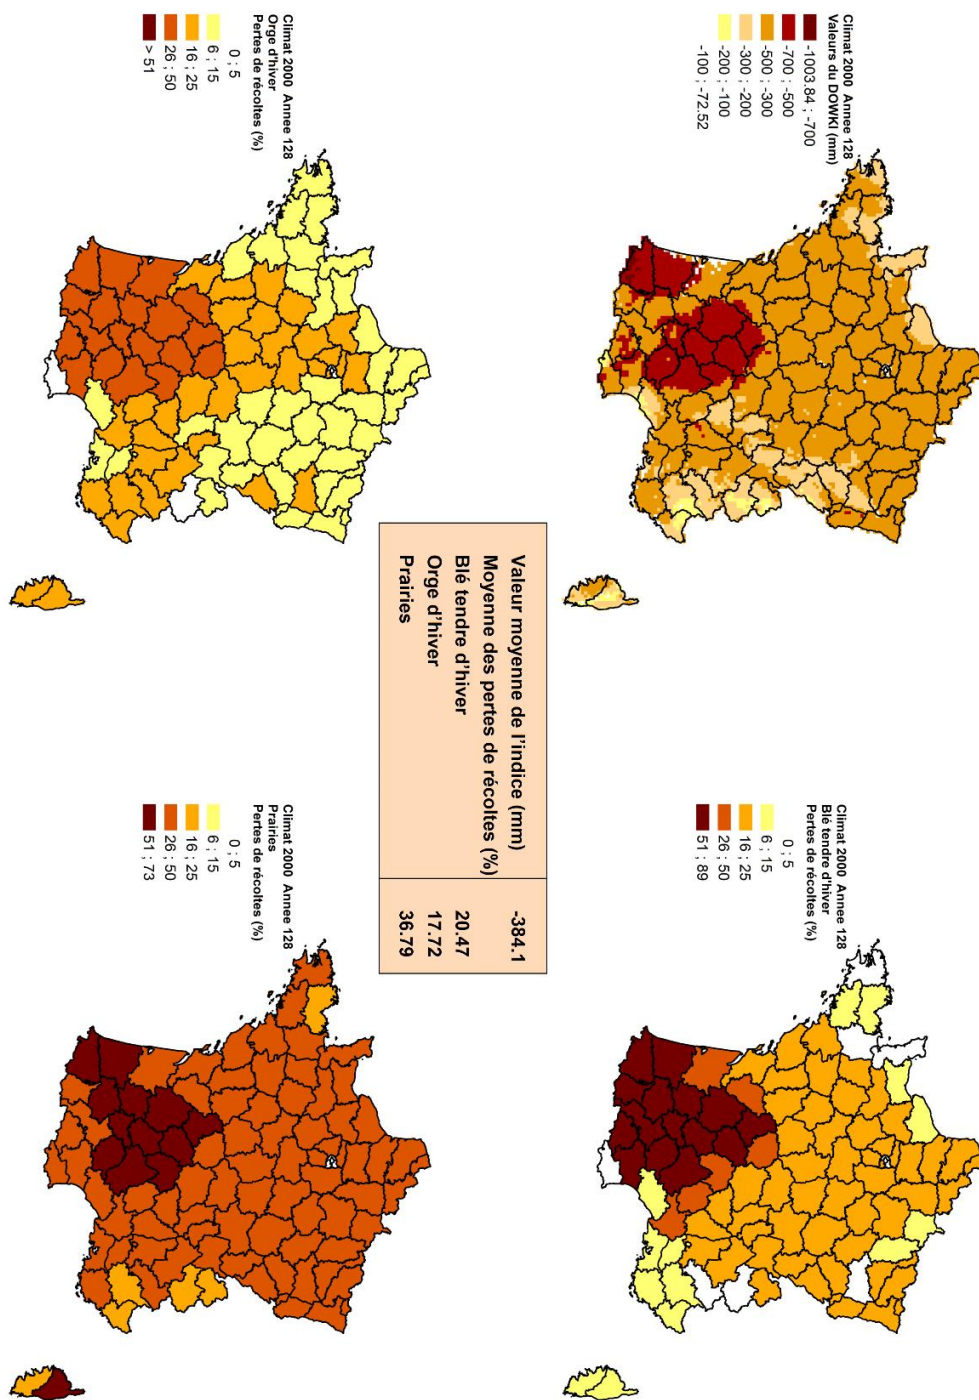 Climat 2000 Annee 128
Valeurs du DOWKI (mm)
-1003.84 ; -700
-700 ; -500
-500 ; -300
-300 ; -200
-200 ; -100
-100 ; -72.52
Climat 2000 Annee 128
Blé tendre d'hiver
Pertes de récoltes (%)
0 ; 5
6 ; 15
16 ; 25
26 ; 50
51 ; 89
Valeur moyenne de l'indice (mm) -384.1
Moyenne des pertes de récoltes (%)
Blé tendre d'hiver 20.47
Orge d'hiver 17.72
Prairies 36.79
Climat 2000 Annee 128
Orge d'hiver
Pertes de récoltes (%)
0 ; 5
6 ; 15
16 ; 25
26 ; 50
> 51
Climat 2000 Annee 128
Prairies
Pertes de récoltes (%)
0 ; 5
6 ; 15
16 ; 25
26 ; 50
51 ; 73